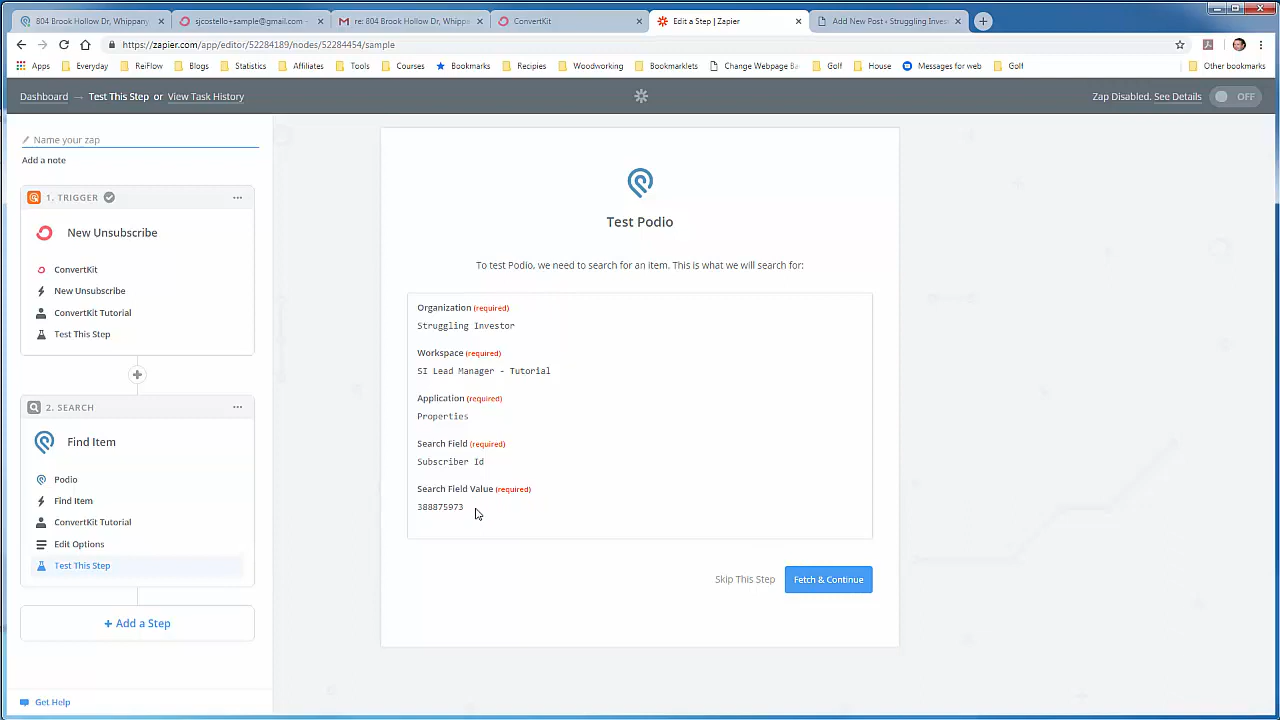 804 Brook Hollow Dr, Whippany
sjcostello+sample@gmail.com -
re: 804 Brook Hollow Dr, Whippa
ConvertKit
Edit a Step | Zapier
Add New Post ‹ Struggling Inves
https://zapier.com/app/editor/52284189/nodes/52284454/sample
Apps
Everyday
ReiFlow
Blogs
Statistics
Affiliates
Tools
Courses
Bookmarks
Recipies
Woodworking
Bookmarklets
Change Webpage Ba
Golf
House
Messages for web
Golf
Other bookmarks
Dashboard → Test This Step or View Task History
Zap Disabled. See Details
OFF
Name your zap
Add a note
1. TRIGGER
New Unsubscribe
ConvertKit
New Unsubscribe
ConvertKit Tutorial
Test This Step
2. SEARCH
Find Item
Podio
Find Item
ConvertKit Tutorial
Edit Options
Test This Step
+ Add a Step
Get Help
Test Podio
To test Podio, we need to search for an item. This is what we will search for:
Organization (required)
Struggling Investor
Workspace (required)
SI Lead Manager - Tutorial
Application (required)
Properties
Search Field (required)
Subscriber Id
Search Field Value (required)
388875973
Skip This Step
Fetch & Continue